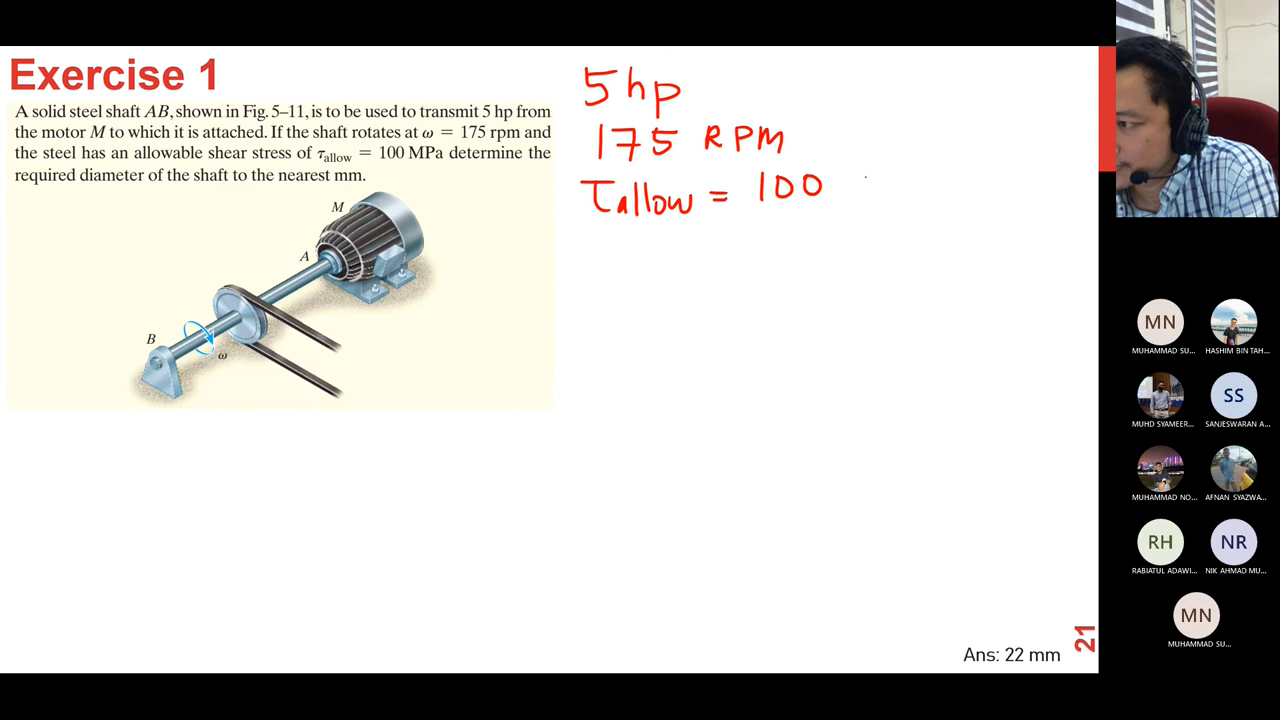 Exercise 1
A solid steel shaft AB, shown in Fig. 5–11, is to be used to transmit 5 hp from
the motor M to which it is attached. If the shaft rotates at ω = 175 rpm and
the steel has an allowable shear stress of τallow = 100 MPa determine the
required diameter of the shaft to the nearest mm.
M
A
B
ω
5 hp
175 RPM
τallow = 100
Ans: 22 mm
21
MN
MUHAMMAD SU...
HASHIM BIN TAH...
MUHD SYAMEER...
SS
SANJESWARAN A...
MUHAMMAD NO...
AFNAN SYAZWA...
RH
RABIATUL ADAWI...
NR
NIK AHMAD MU...
MN
MUHAMMAD SU...